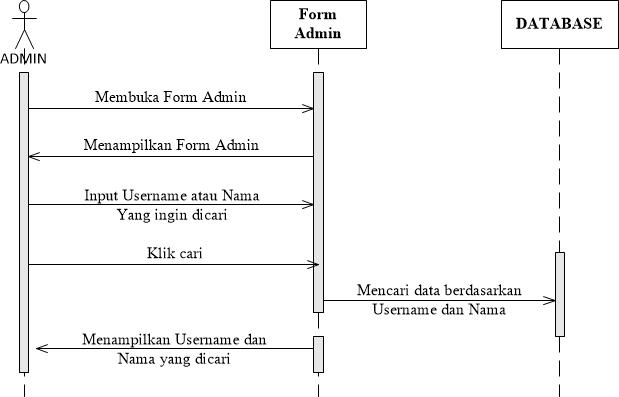 Form
Admin
DATABASE
ADMIN
Membuka Form Admin
Menampilkan Form Admin
Input Username atau Nama
Yang ingin dicari
Klik cari
Mencari data berdasarkan
Username dan Nama
Menampilkan Username dan
Nama yang dicari